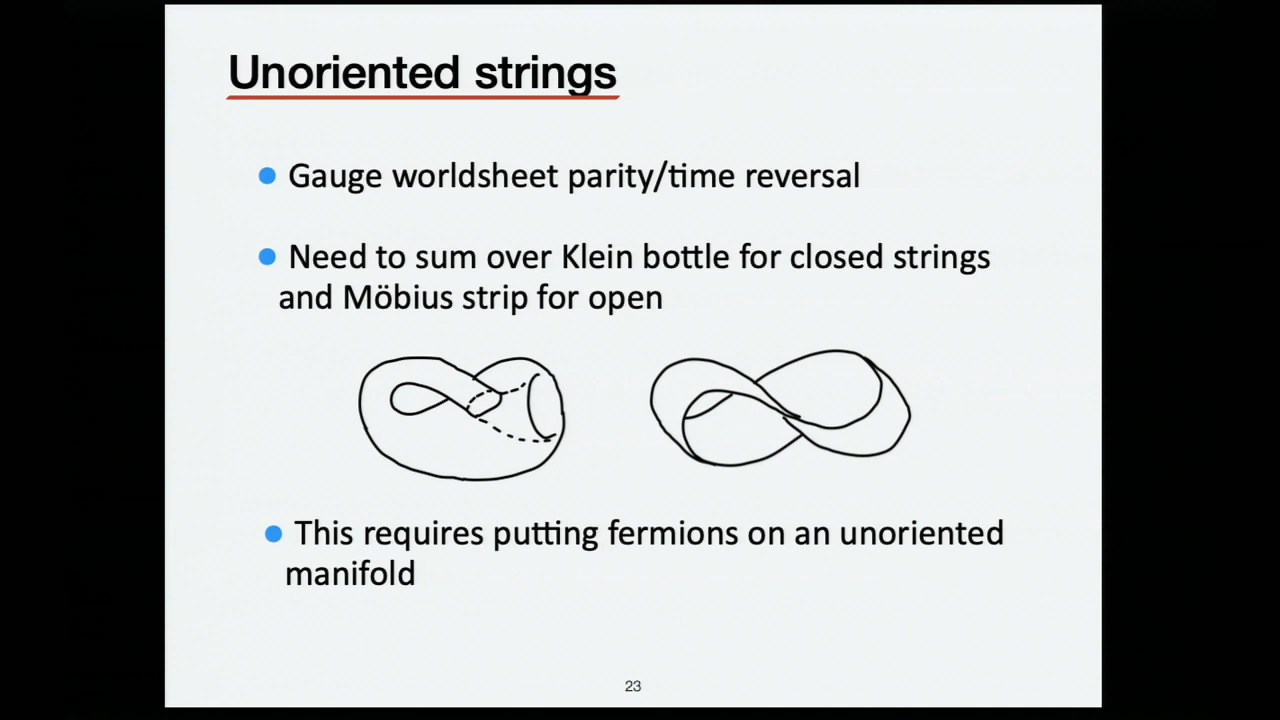 Unoriented strings
Gauge worldsheet parity/time reversal
Need to sum over Klein bottle for closed strings
and Möbius strip for open
This requires putting fermions on an unoriented
manifold
23